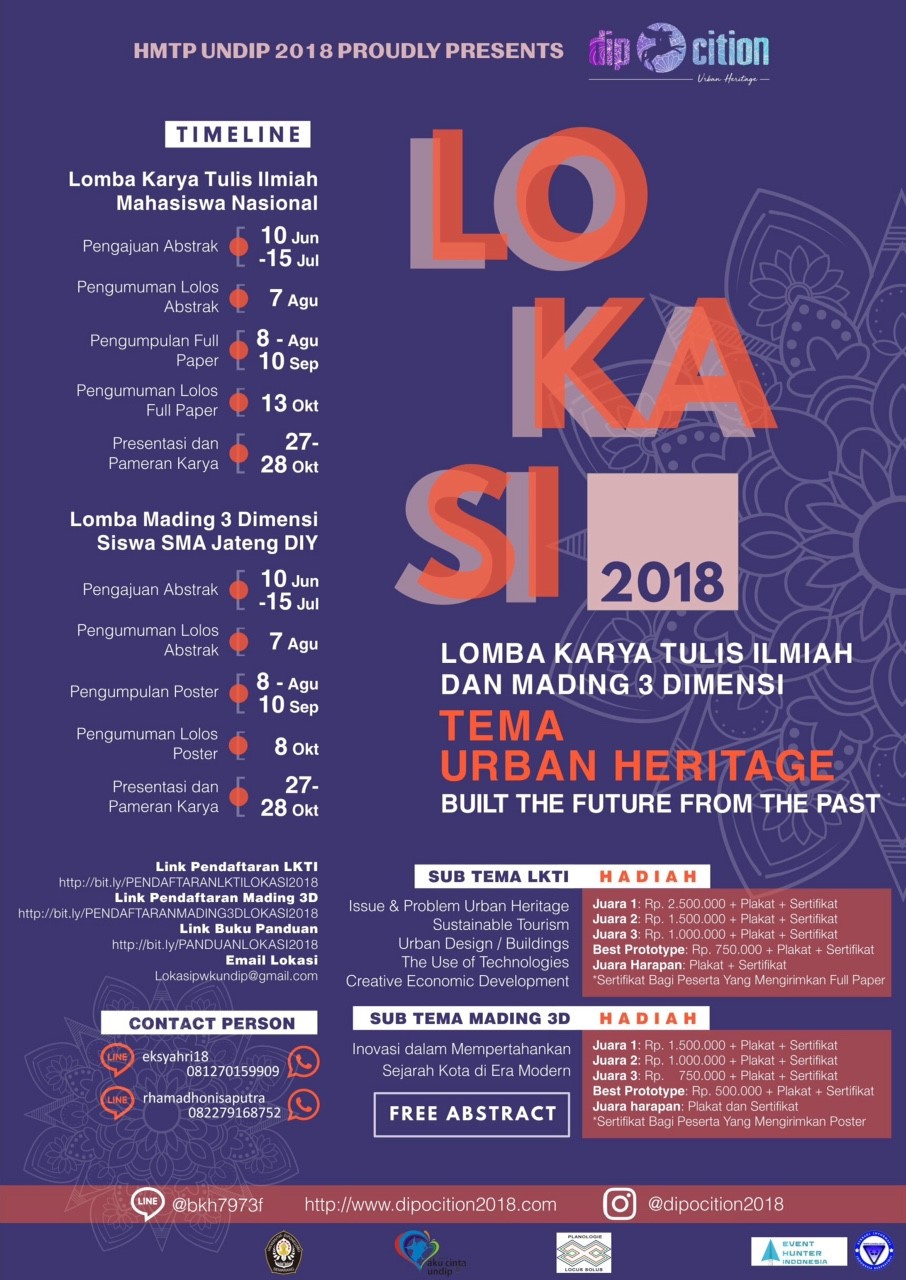 HMTP UNDIP 2018 PROUDLY PRESENTS
dip cition
Urban Heritage
TIMELINE
Lomba Karya Tulis Ilmiah
Mahasiswa Nasional
Pengajuan Abstrak
10 Jun
-15 Jul
Pengumuman Lolos
Abstrak
7 Agu
Pengumpulan Full
Paper
8 - Agu
10 Sep
Pengumuman Lolos
Full Paper
13 Okt
Presentasi dan
Pameran Karya
27-
28 Okt
Lomba Mading 3 Dimensi
Siswa SMA Jateng DIY
Pengajuan Abstrak
10 Jun
-15 Jul
Pengumuman Lolos
Abstrak
7 Agu
Pengumpulan Poster
8 - Agu
10 Sep
Pengumuman Lolos
Poster
8 Okt
Presentasi dan
Pameran Karya
27-
28 Okt
LO
KA
SI
2018
LOMBA KARYA TULIS ILMIAH
DAN MADING 3 DIMENSI
TEMA
URBAN HERITAGE
BUILT THE FUTURE FROM THE PAST
Link Pendaftaran LKTI
http://bit.ly/PENDAFTARANLKTILOKASI2018
Link Pendaftaran Mading 3D
http://bit.ly/PENDAFTARANMADING3DLOKASI2018
Link Buku Panduan
http://bit.ly/PANDUANLOKASI2018
Email Lokasi
Lokasipwkundip@gmail.com
CONTACT PERSON
LINE eksyahri18
081270159909
LINE rhamadhonisaputra
082279168752
SUB TEMA LKTI
Issue & Problem Urban Heritage
Sustainable Tourism
Urban Design / Buildings
The Use of Technologies
Creative Economic Development
HADIAH
Juara 1: Rp. 2.500.000 + Plakat + Sertifikat
Juara 2: Rp. 1.500.000 + Plakat + Sertifikat
Juara 3: Rp. 1.000.000 + Plakat + Sertifikat
Best Prototype: Rp. 750.000 + Plakat + Sertifikat
Juara Harapan: Plakat + Sertifikat
*Sertifikat Bagi Peserta Yang Mengirimkan Full Paper
SUB TEMA MADING 3D
Inovasi dalam Mempertahankan
Sejarah Kota di Era Modern
FREE ABSTRACT
HADIAH
Juara 1: Rp. 1.500.000 + Plakat + Sertifikat
Juara 2: Rp. 1.000.000 + Plakat + Sertifikat
Juara 3: Rp. 750.000 + Plakat + Sertifikat
Best Prototype: Rp. 500.000 + Plakat + Sertifikat
Juara harapan: Plakat dan Sertifikat
*Sertifikat Bagi Peserta Yang Mengirimkan Poster
LINE @bkh7973f
http://www.dipocition2018.com
@dipocition2018
aku cinta
undip
PLANOLOGIE
LOCUS SOLUS
EVENT
HUNTER
INDONESIA